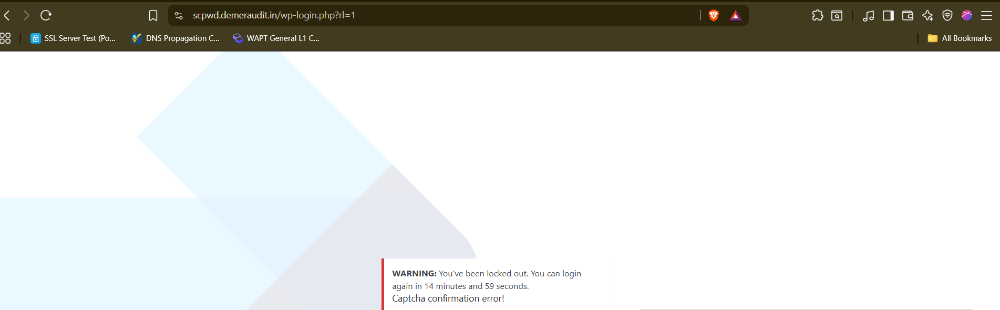 scpwd.demeraudit.in/wp-login.php?rl=1
SSL Server Test (Po... DNS Propagation C... WAPT General L1 C... All Bookmarks
WARNING: You've been locked out. You can login
again in 14 minutes and 59 seconds.
Captcha confirmation error!